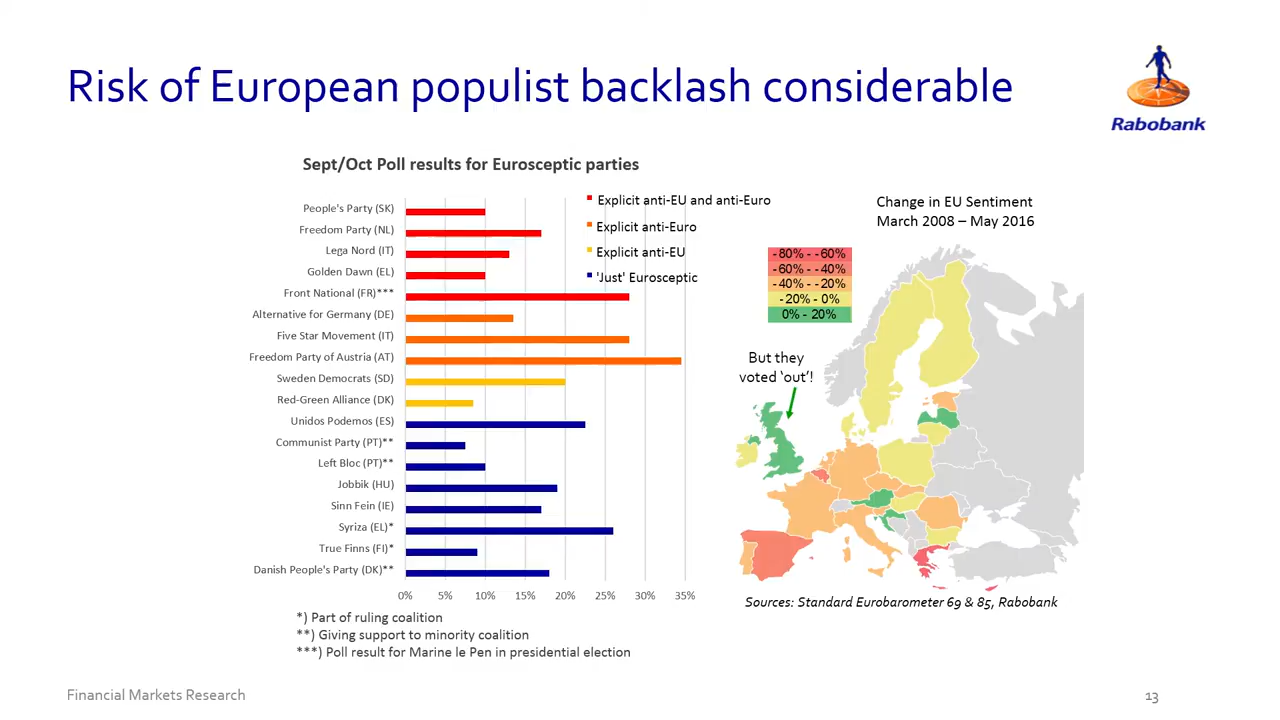 Risk of European populist backlash considerable
Rabobank
Sept/Oct Poll results for Eurosceptic parties
People's Party (SK)
Freedom Party (NL)
Lega Nord (IT)
Golden Dawn (EL)
Front National (FR)***
Alternative for Germany (DE)
Five Star Movement (IT)
Freedom Party of Austria (AT)
Sweden Democrats (SD)
Red-Green Alliance (DK)
Unidos Podemos (ES)
Communist Party (PT)**
Left Bloc (PT)**
Jobbik (HU)
Sinn Fein (IE)
Syriza (EL)*
True Finns (FI)*
Danish People's Party (DK)**
0% 5% 10% 15% 20% 25% 30% 35%
Explicit anti-EU and anti-Euro
Explicit anti-Euro
Explicit anti-EU
'Just' Eurosceptic
*) Part of ruling coalition
**) Giving support to minority coalition
***) Poll result for Marine le Pen in presidential election
Change in EU Sentiment
March 2008 – May 2016
-80% - -60%
-60% - -40%
-40% - -20%
-20% - 0%
0% - 20%
But they
voted ‘out’!
Sources: Standard Eurobarometer 69 & 85, Rabobank
Financial Markets Research
13